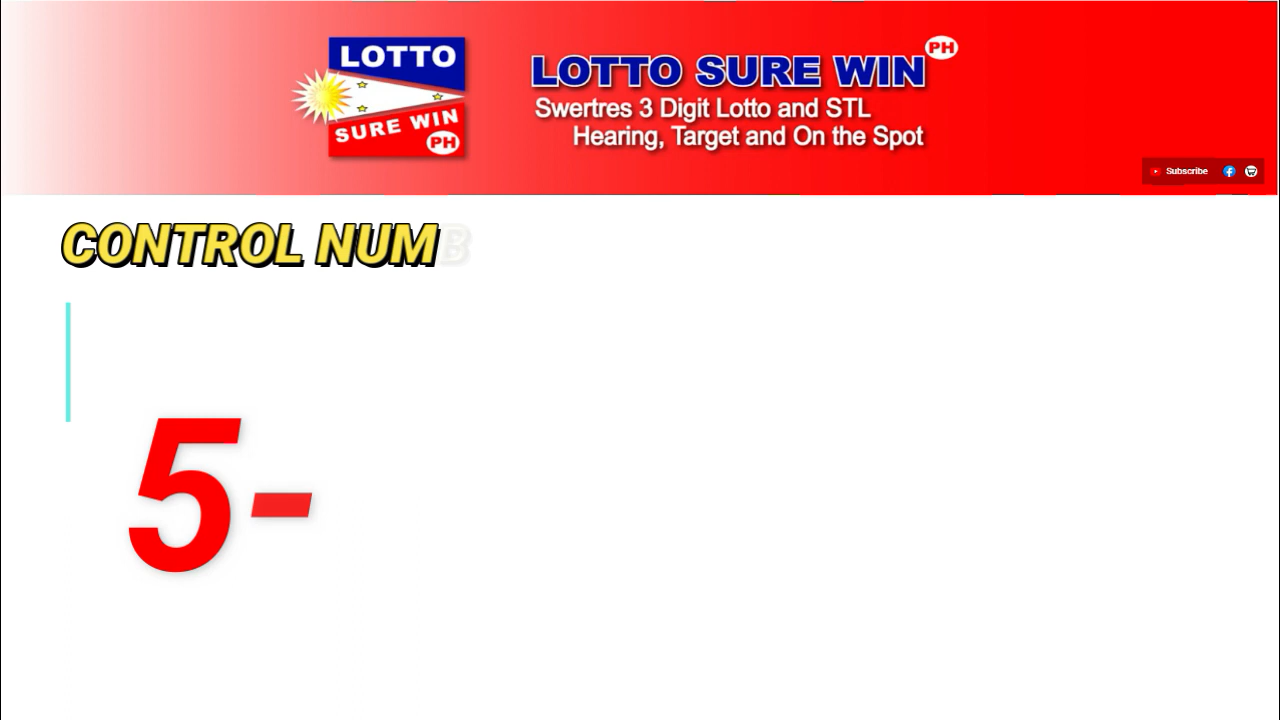 LOTTO
SURE WIN
PH
LOTTO SURE WIN PH
Swertres 3 Digit Lotto and STL
Hearing, Target and On the Spot
Subscribe
CONTROL NUMB
5-